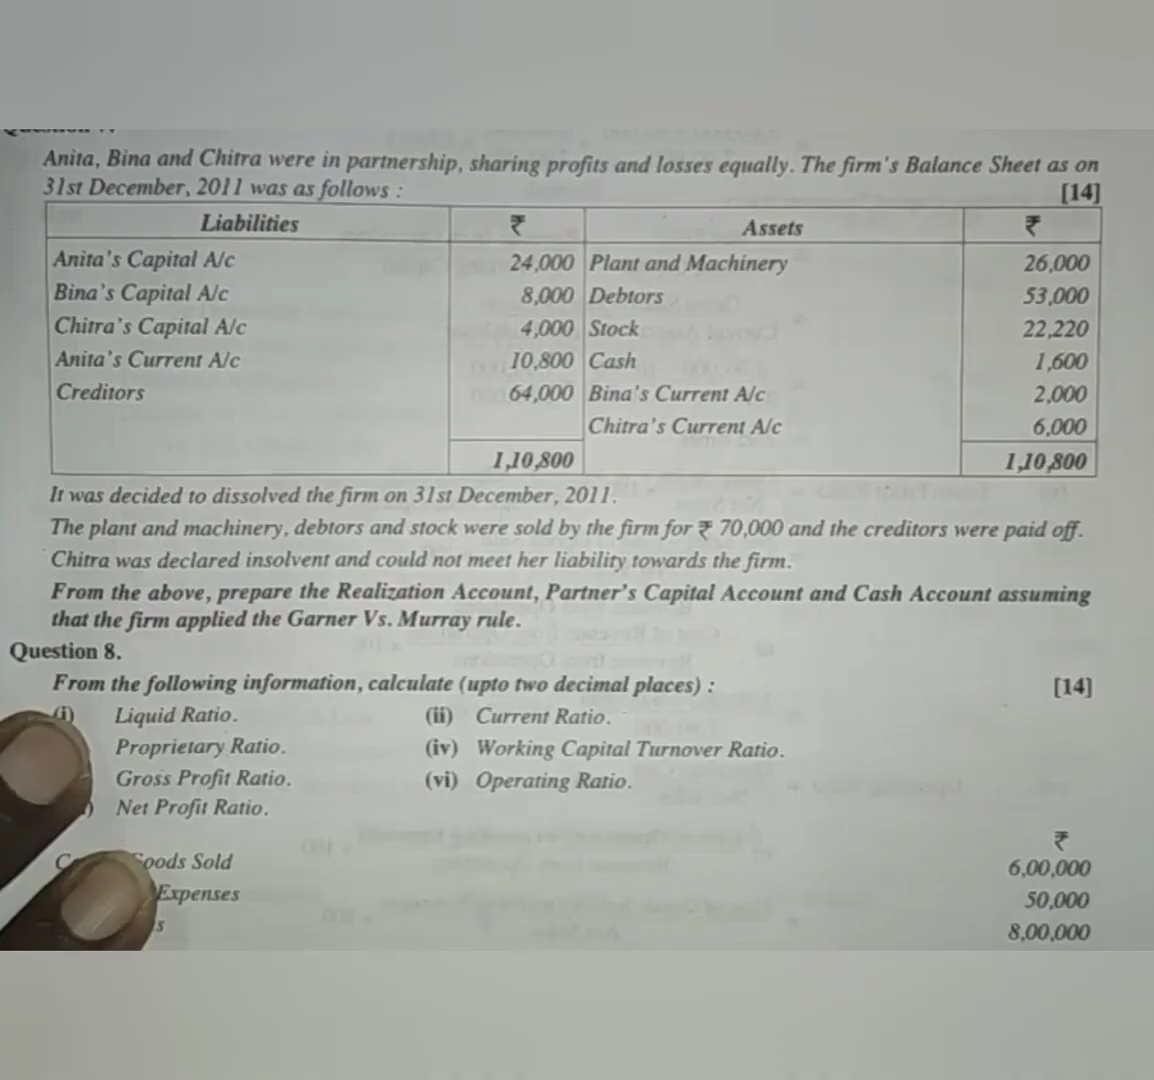 Anita, Bina and Chitra were in partnership, sharing profits and losses equally. The firm's Balance Sheet as on
31st December, 2011 was as follows : [14]
Liabilities ₹ Assets ₹
Anita's Capital A/c 24,000 Plant and Machinery 26,000
Bina's Capital A/c 8,000 Debtors 53,000
Chitra's Capital A/c 4,000 Stock 22,220
Anita's Current A/c 10,800 Cash 1,600
Creditors 64,000 Bina's Current A/c 2,000
Chitra's Current A/c 6,000
1,10,800 1,10,800
It was decided to dissolved the firm on 31st December, 2011.
The plant and machinery, debtors and stock were sold by the firm for ₹ 70,000 and the creditors were paid off.
Chitra was declared insolvent and could not meet her liability towards the firm.
From the above, prepare the Realization Account, Partner's Capital Account and Cash Account assuming
that the firm applied the Garner Vs. Murray rule.
Question 8.
From the following information, calculate (upto two decimal places) : [14]
(i) Liquid Ratio. (ii) Current Ratio.
Proprietary Ratio. (iv) Working Capital Turnover Ratio.
Gross Profit Ratio. (vi) Operating Ratio.
Net Profit Ratio.
₹
Goods Sold 6,00,000
Expenses 50,000
8,00,000